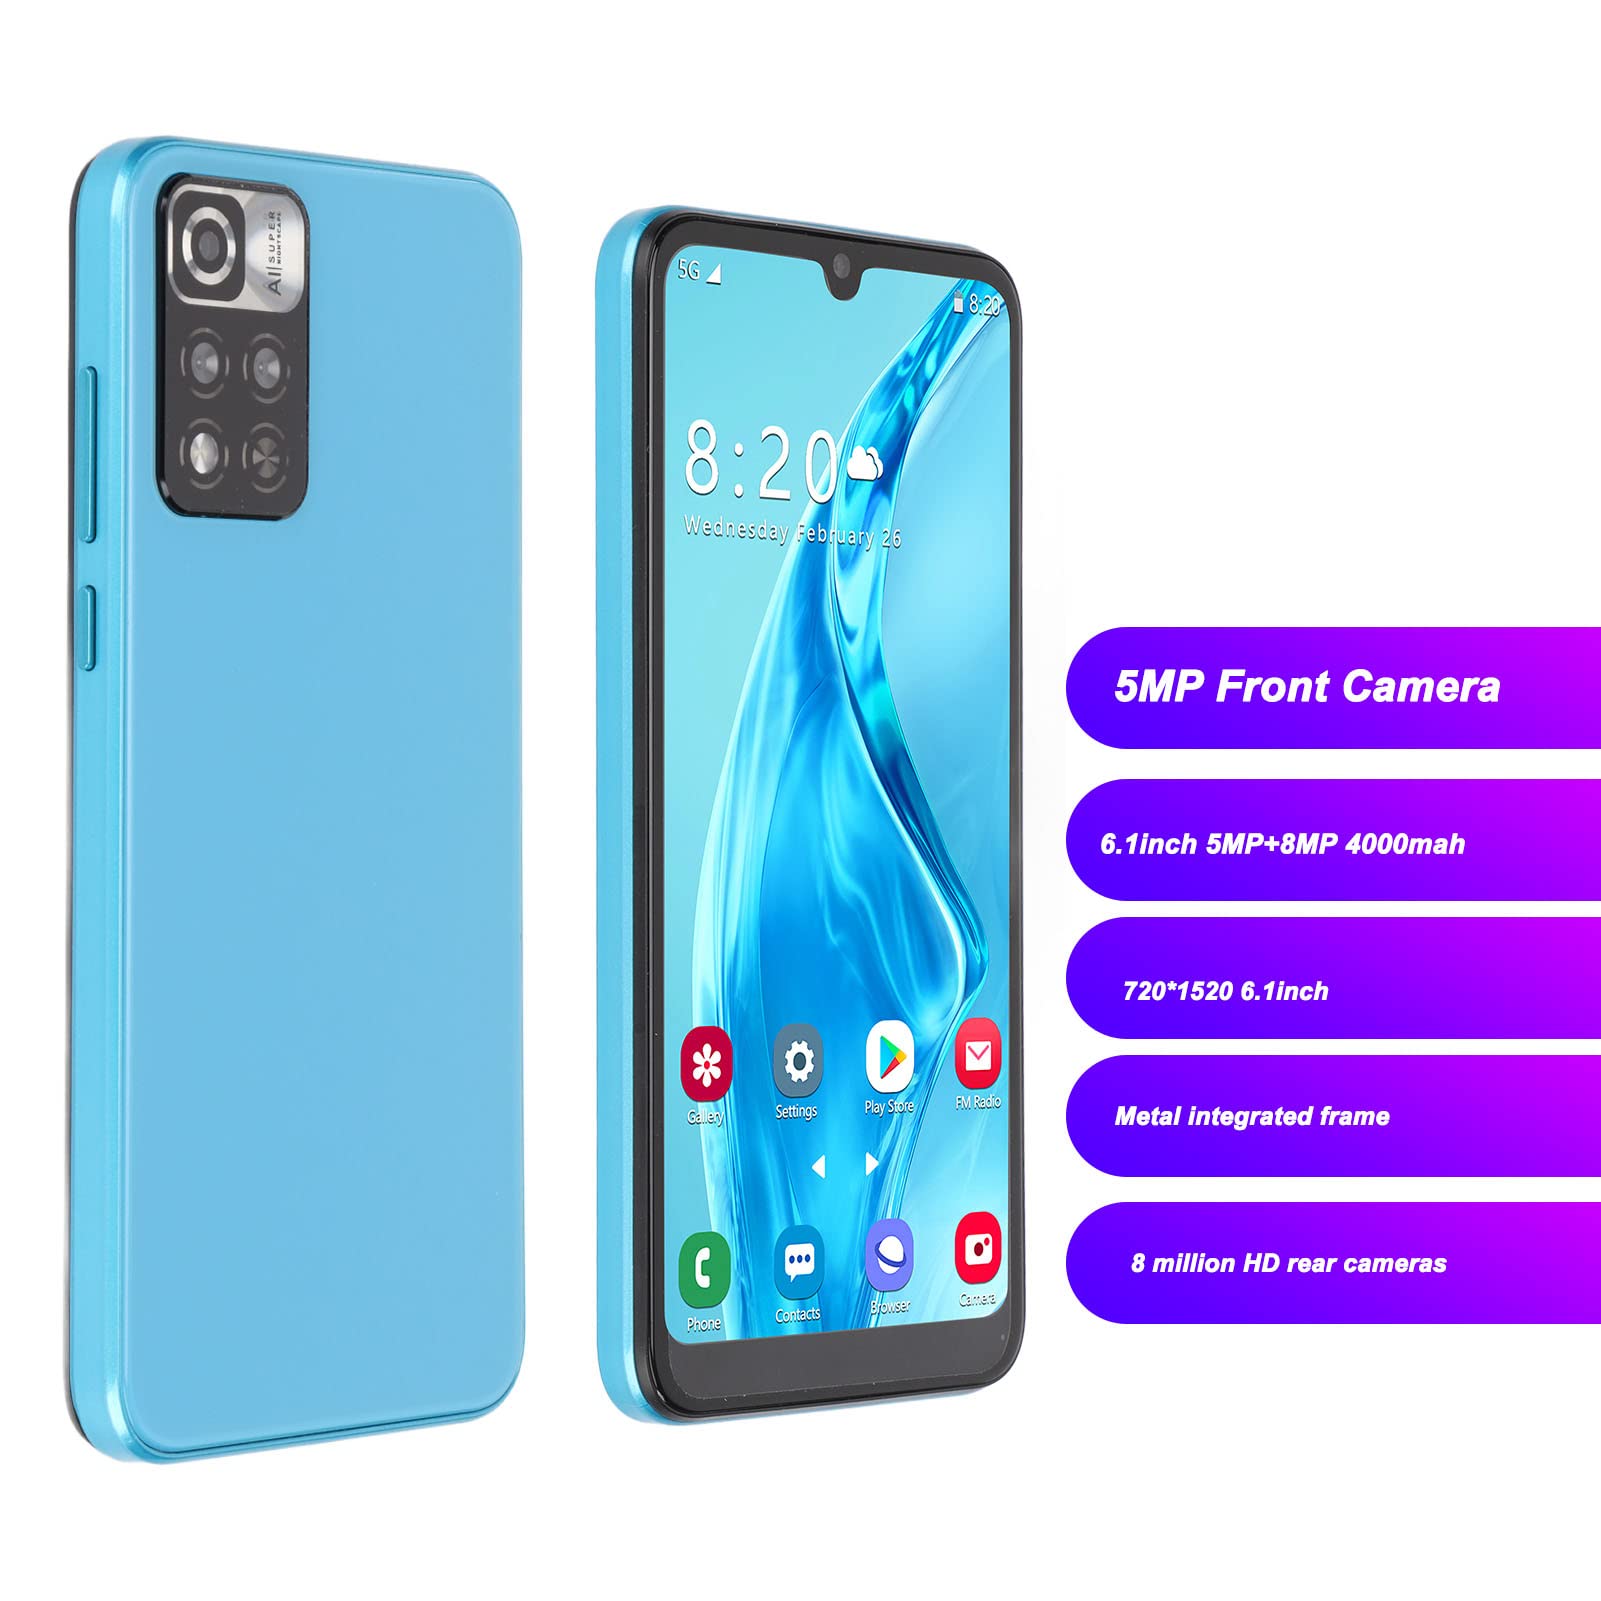 AI SUPER
NIGHTSCAPE
5G
8:20
8:20
Wednesday February 26
Gallery
Settings
Play Store
FM Radio
Phone
Contacts
Browser
Camera
5MP Front Camera
6.1inch 5MP+8MP 4000mah
720*1520 6.1inch
Metal integrated frame
8 million HD rear cameras